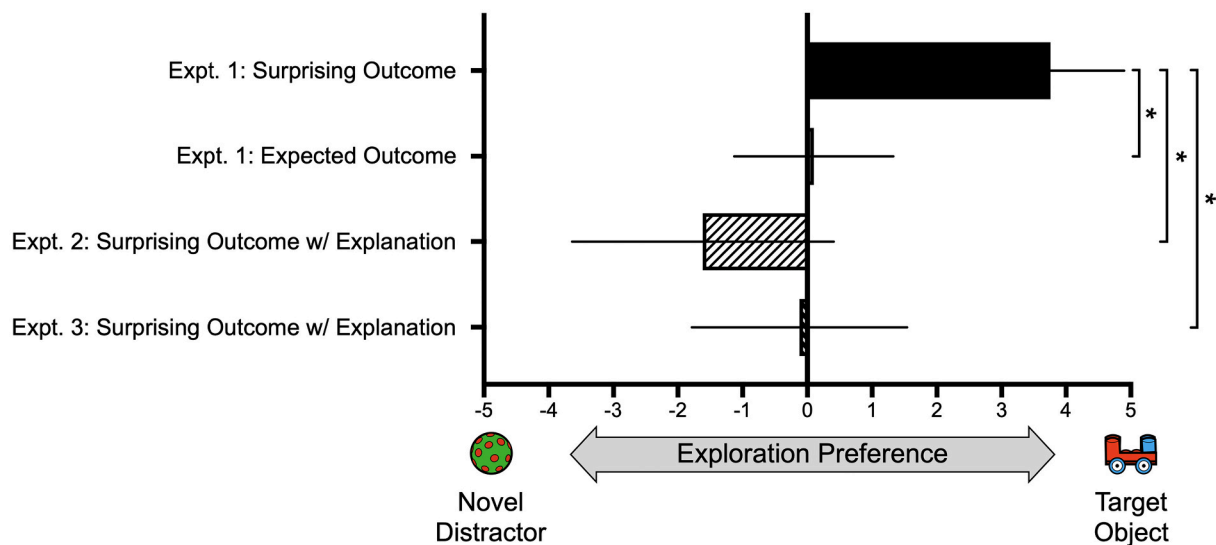 Expt. 1: Surprising Outcome
Expt. 1: Expected Outcome
Expt. 2: Surprising Outcome w/ Explanation
Expt. 3: Surprising Outcome w/ Explanation
*
*
*
-5 -4 -3 -2 -1 0 1 2 3 4 5
Exploration Preference
Novel
Distractor
Target
Object